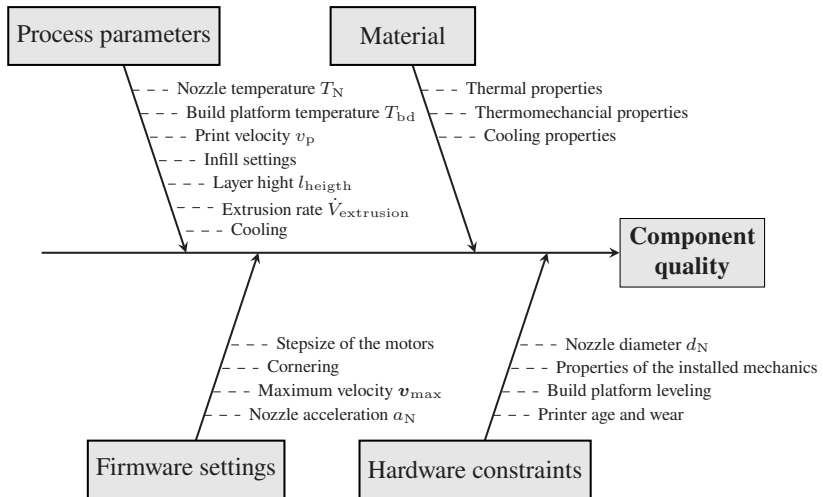 Process parameters
Material
Nozzle temperature T_N
Build platform temperature T_bd
Print velocity v_p
Infill settings
Layer hight l_heigth
Extrusion rate V̇_extrusion
Cooling
Thermal properties
Thermomechancial properties
Cooling properties
Component
quality
Stepsize of the motors
Cornering
Maximum velocity v_max
Nozzle acceleration a_N
Nozzle diameter d_N
Properties of the installed mechanics
Build platform leveling
Printer age and wear
Firmware settings
Hardware constraints